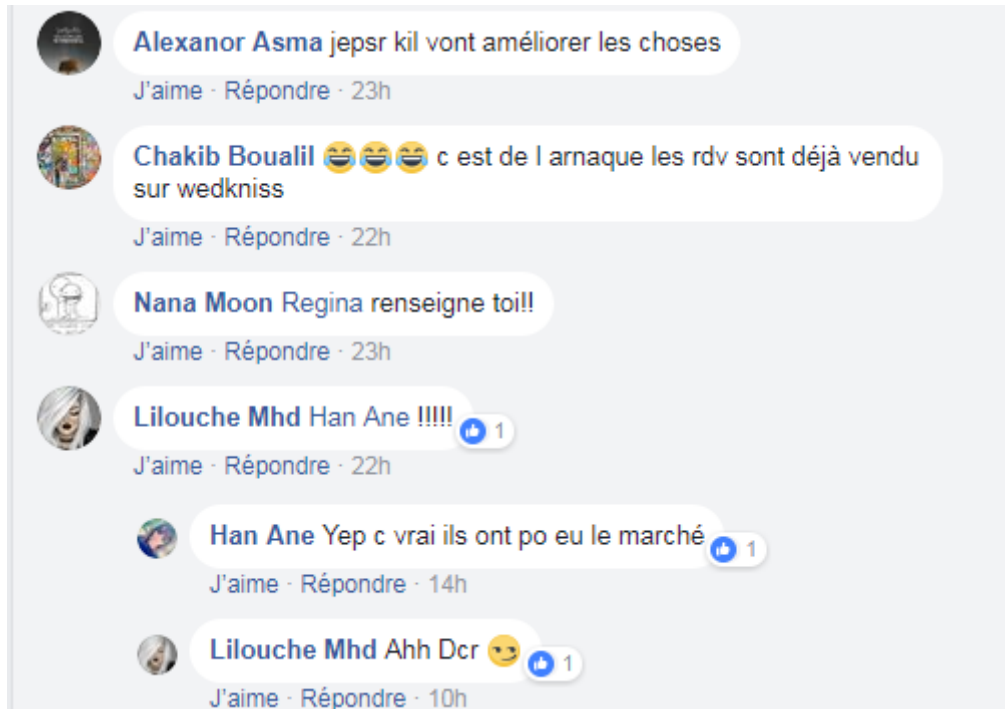 Alexanor Asma jepsr kil vont améliorer les choses
J'aime · Répondre · 23h
Chakib Boualil 😂😂😂 c est de l arnaque les rdv sont déjà vendu
sur wedkniss
J'aime · Répondre · 22h
Nana Moon Regina renseigne toi!!
J'aime · Répondre · 23h
Lilouche Mhd Han Ane !!!!! 1
J'aime · Répondre · 22h
Han Ane Yep c vrai ils ont po eu le marché 1
J'aime · Répondre · 14h
Lilouche Mhd Ahh Dcr 😏 1
J'aime · Répondre · 10h